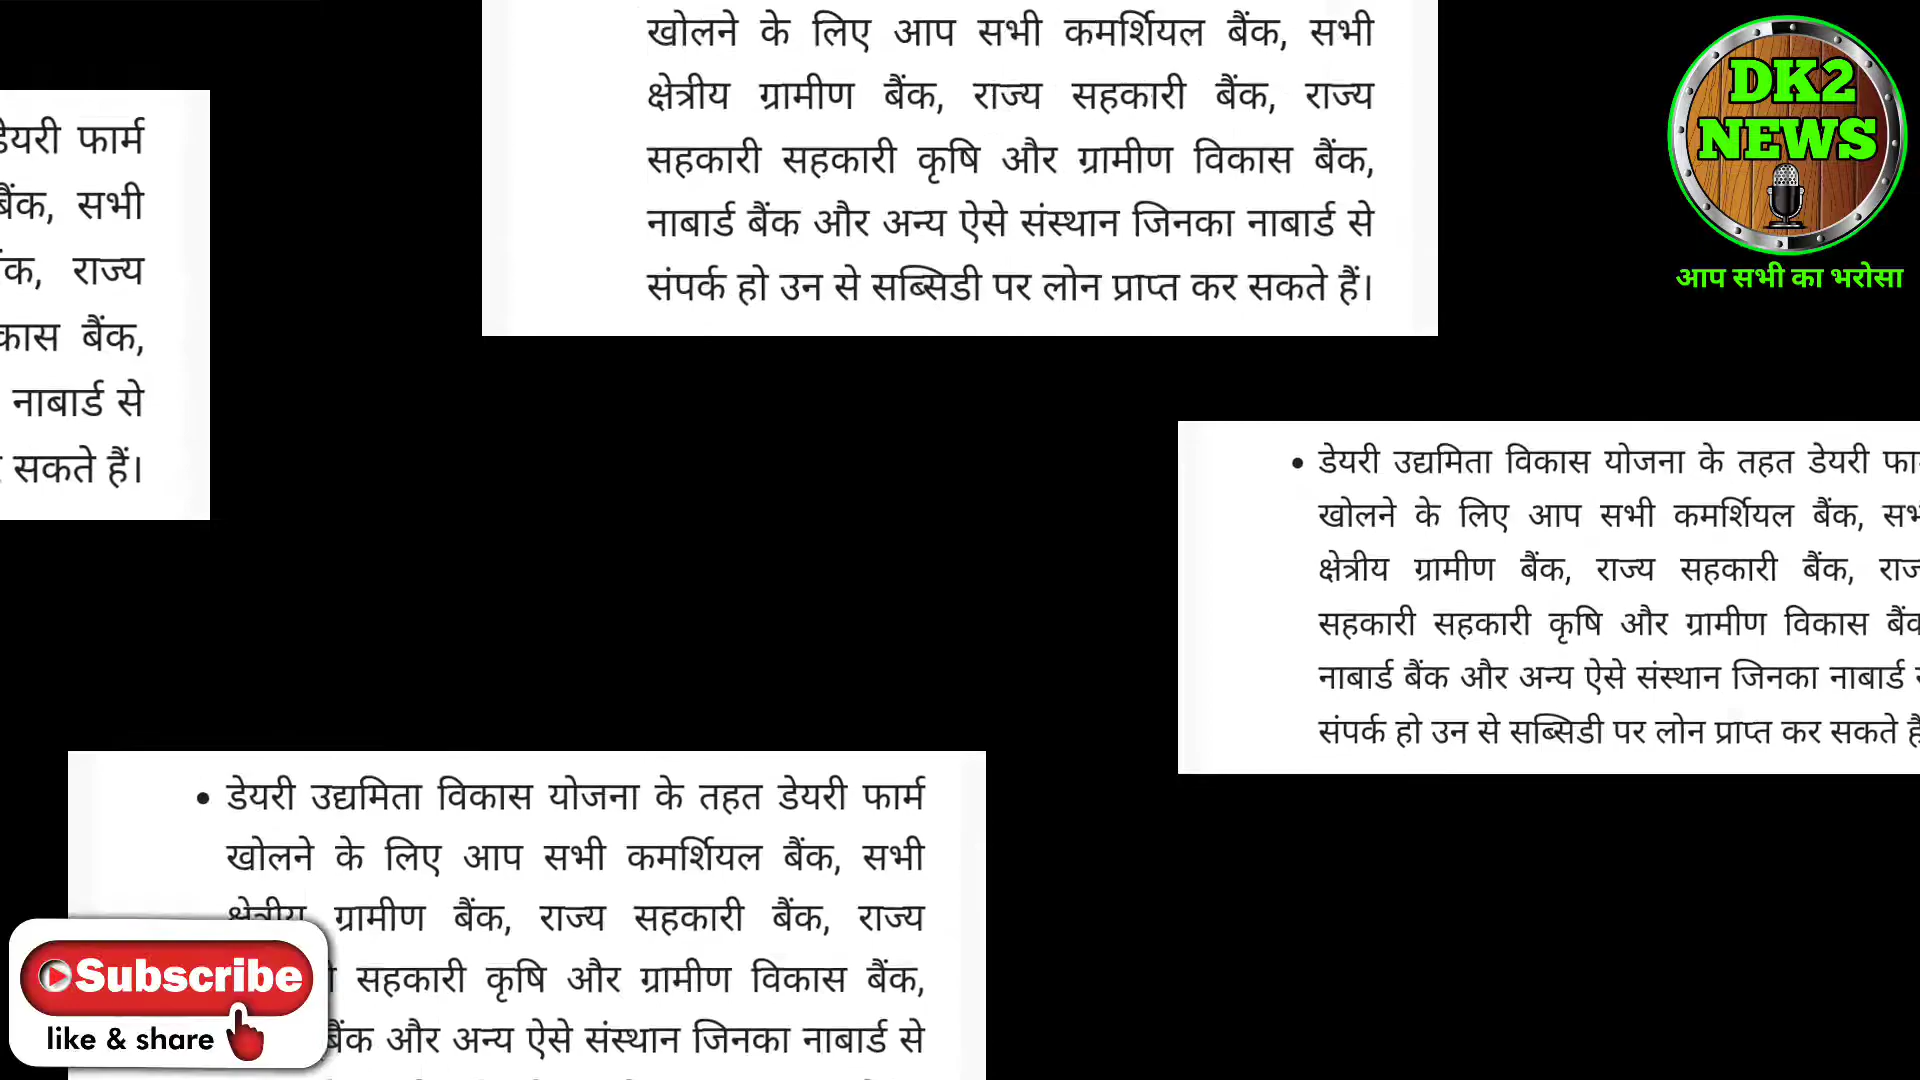 खोलने के लिए आप सभी कमर्शियल बैंक, सभी
क्षेत्रीय ग्रामीण बैंक, राज्य सहकारी बैंक, राज्य
सहकारी सहकारी कृषि और ग्रामीण विकास बैंक,
नाबार्ड बैंक और अन्य ऐसे संस्थान जिनका नाबार्ड से
संपर्क हो उन से सब्सिडी पर लोन प्राप्त कर सकते हैं।
DK2
NEWS
आप सभी का भरोसा
डेयरी फार्म
बैंक, सभी
बैंक, राज्य
विकास बैंक,
नाबार्ड से
सकते हैं।
• डेयरी उद्यमिता विकास योजना के तहत डेयरी
खोलने के लिए आप सभी कमर्शियल बैंक,
क्षेत्रीय ग्रामीण बैंक, राज्य सहकारी बैंक,
सहकारी सहकारी कृषि और ग्रामीण विकास
नाबार्ड बैंक और अन्य ऐसे संस्थान जिनका नाबार्ड
संपर्क हो उन से सब्सिडी पर लोन प्राप्त कर सकते
• डेयरी उद्यमिता विकास योजना के तहत डेयरी फार्म
खोलने के लिए आप सभी कमर्शियल बैंक, सभी
क्षेत्रीय ग्रामीण बैंक, राज्य सहकारी बैंक, राज्य
सहकारी कृषि और ग्रामीण विकास बैंक,
बैंक और अन्य ऐसे संस्थान जिनका नाबार्ड से
Subscribe
like & share